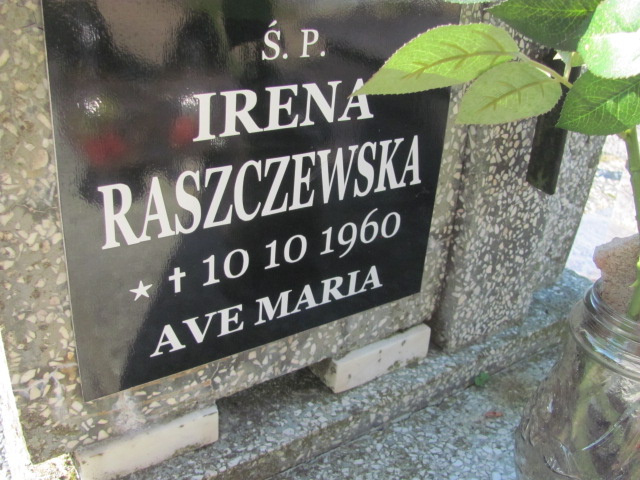 Ś. P.
IRENA
RASZCZEWSKA
★ ✝ 10 10 1960
AVE MARIA